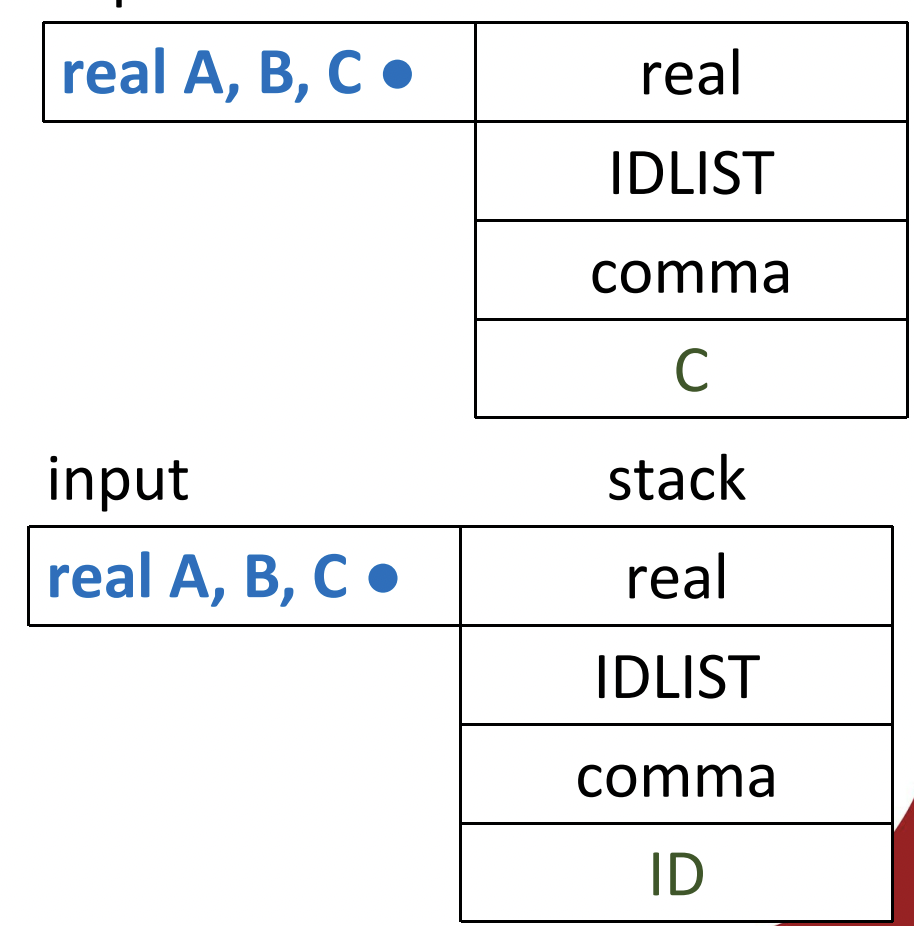 real A, B, C ● real
IDLIST
comma
C
input stack
real A, B, C ● real
IDLIST
comma
ID